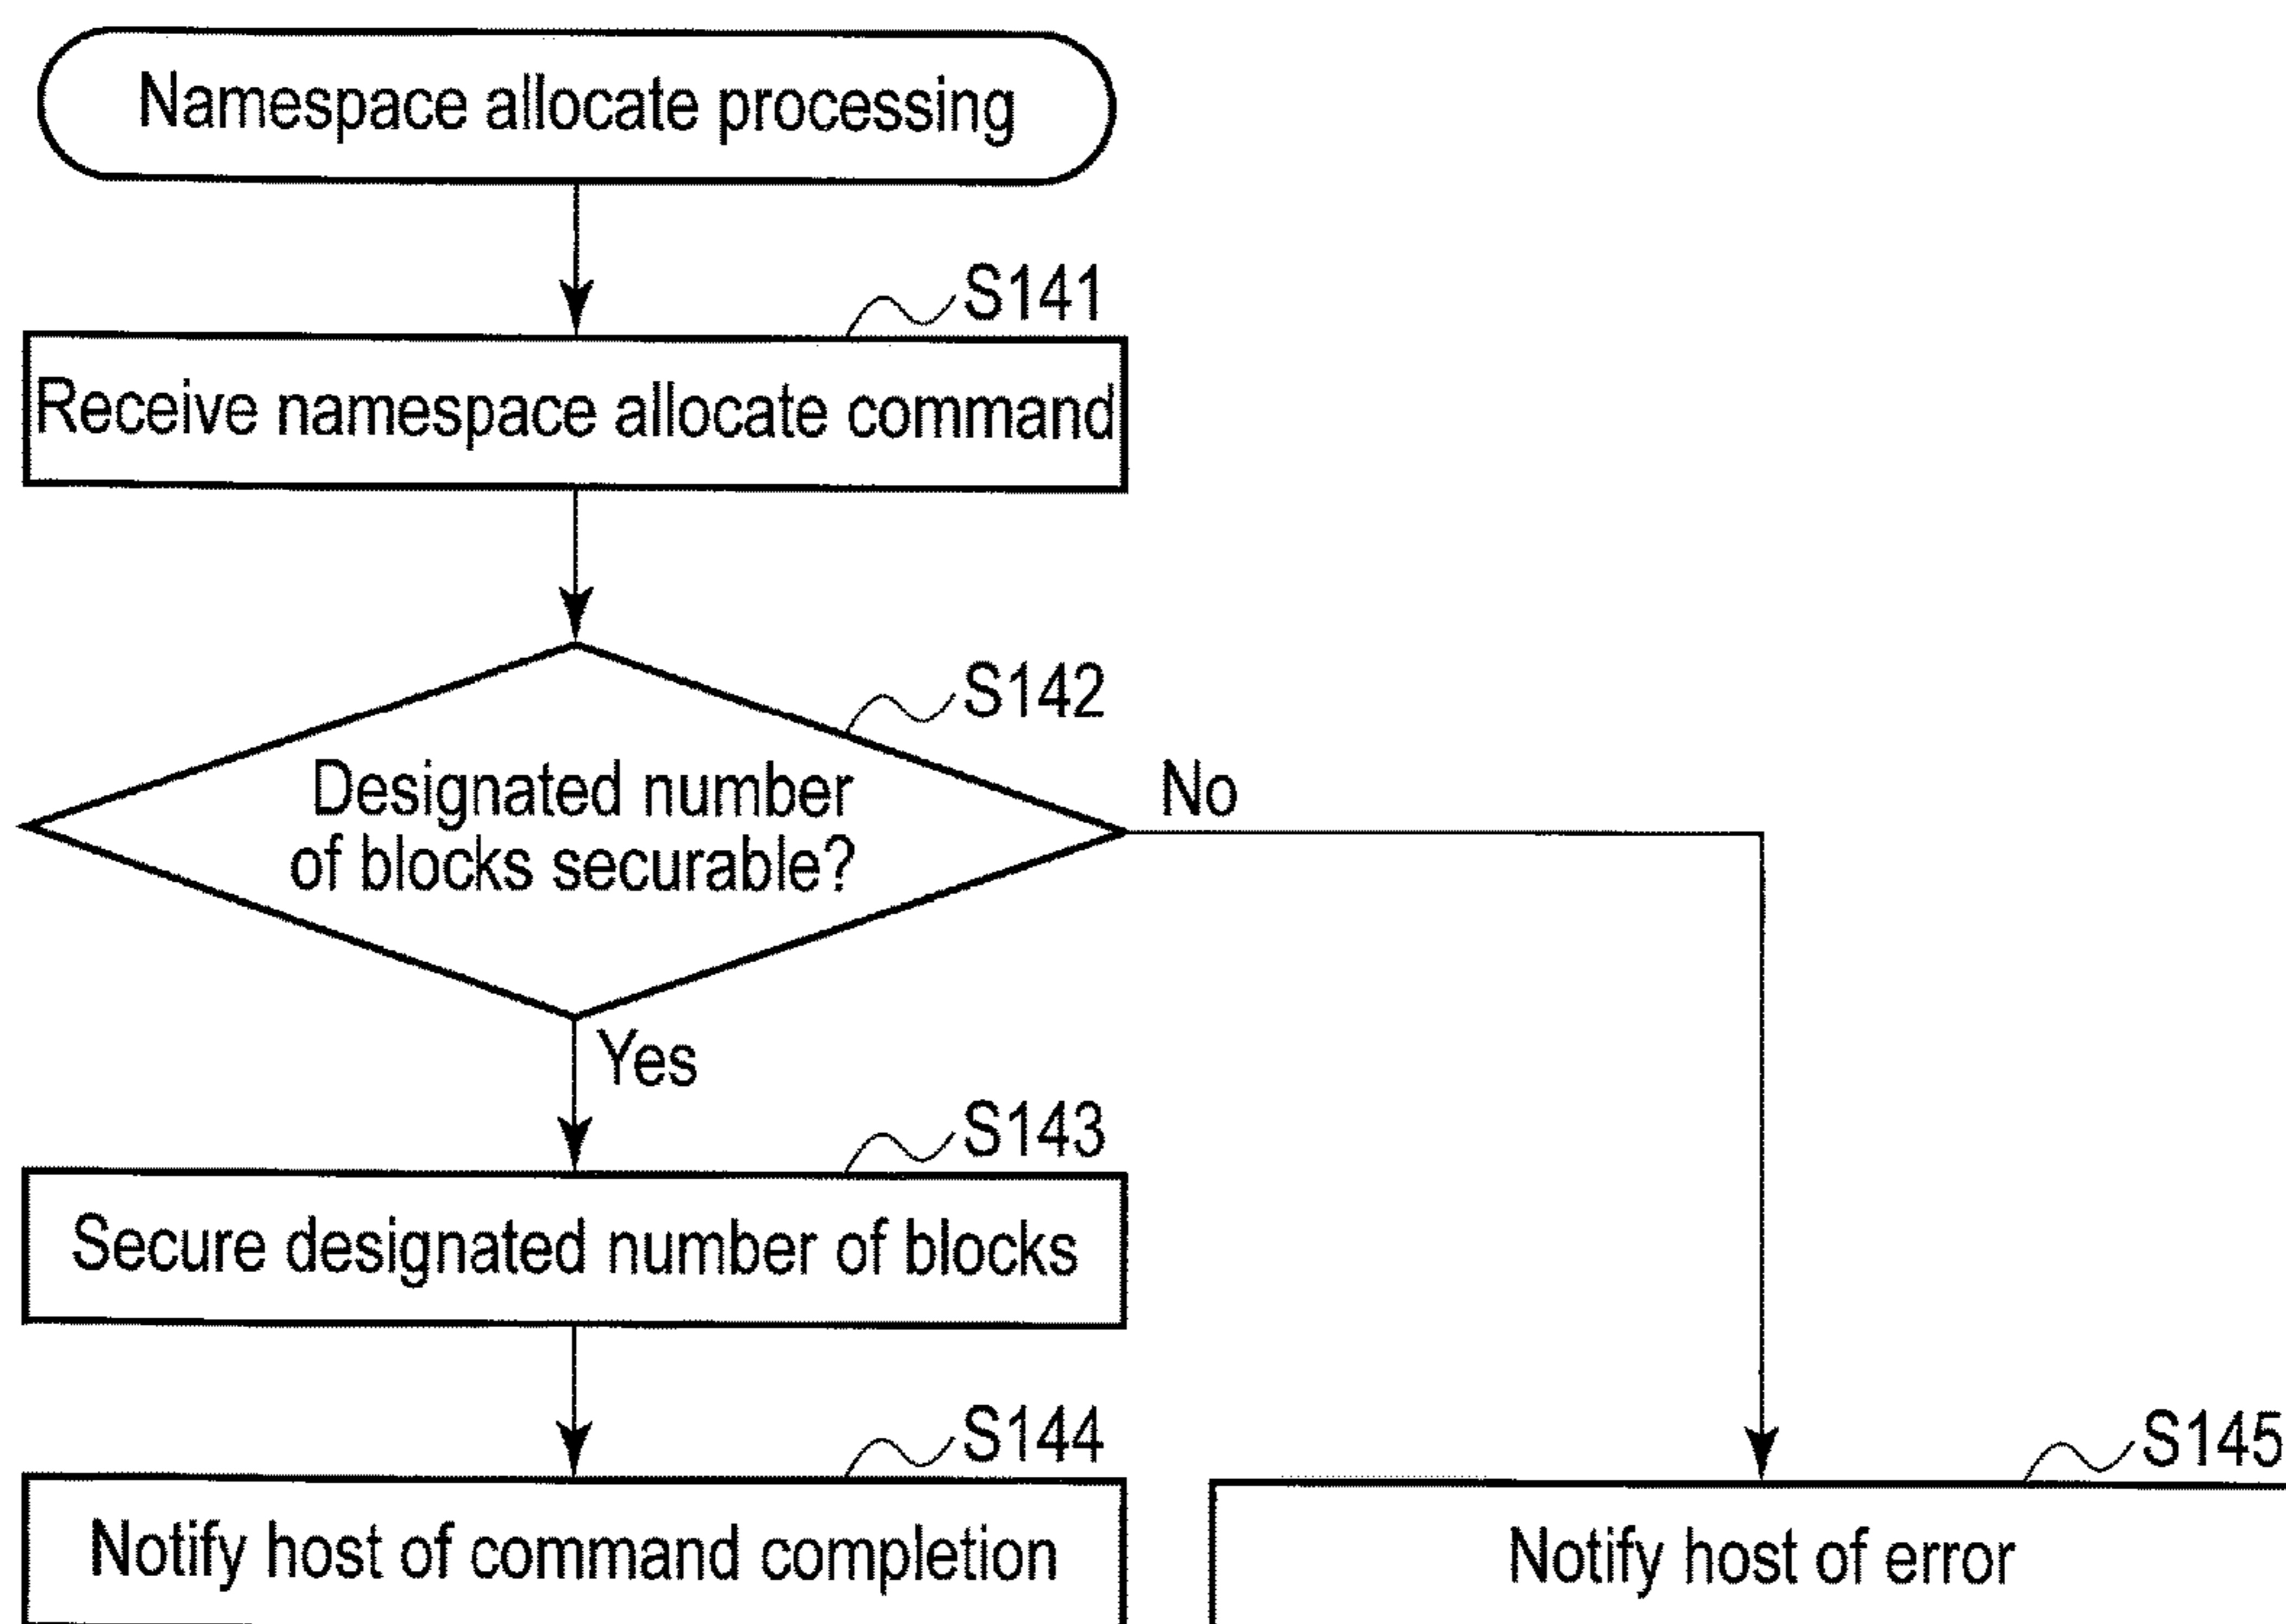 Namespace allocate processing
S141
Receive namespace allocate command
S142
Designated number
of blocks securable?
No
Yes
S143
Secure designated number of blocks
S144
Notify host of command completion
S145
Notify host of error